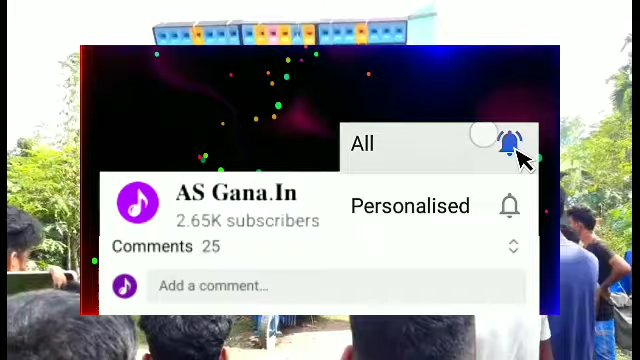 All
AS Gana.In
2.65K subscribers
Personalised
Comments 25
Add a comment...